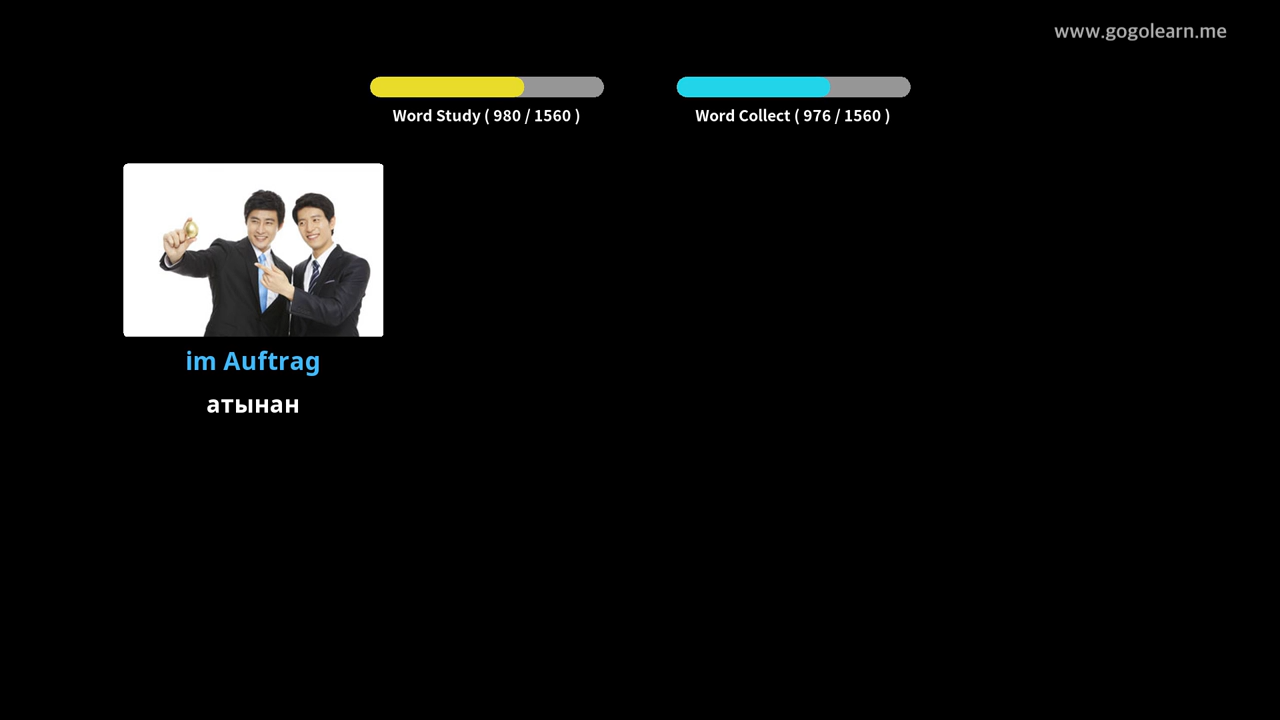 www.gogolearn.me
Word Study ( 980 / 1560 )
Word Collect ( 976 / 1560 )
im Auftrag
атынан